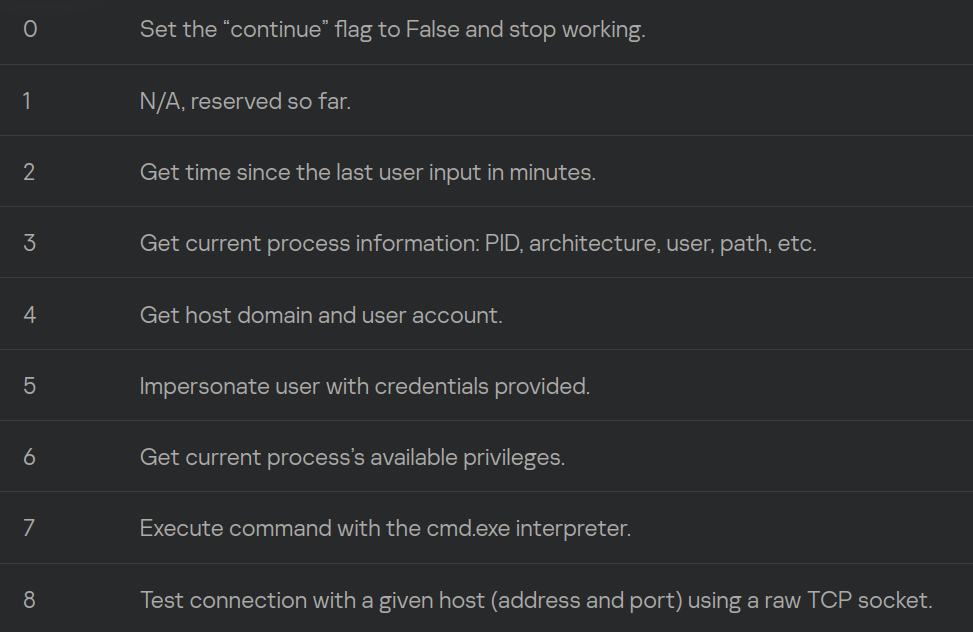 0 Set the “continue” flag to False and stop working.
1 N/A, reserved so far.
2 Get time since the last user input in minutes.
3 Get current process information: PID, architecture, user, path, etc.
4 Get host domain and user account.
5 Impersonate user with credentials provided.
6 Get current process’s available privileges.
7 Execute command with the cmd.exe interpreter.
8 Test connection with a given host (address and port) using a raw TCP socket.